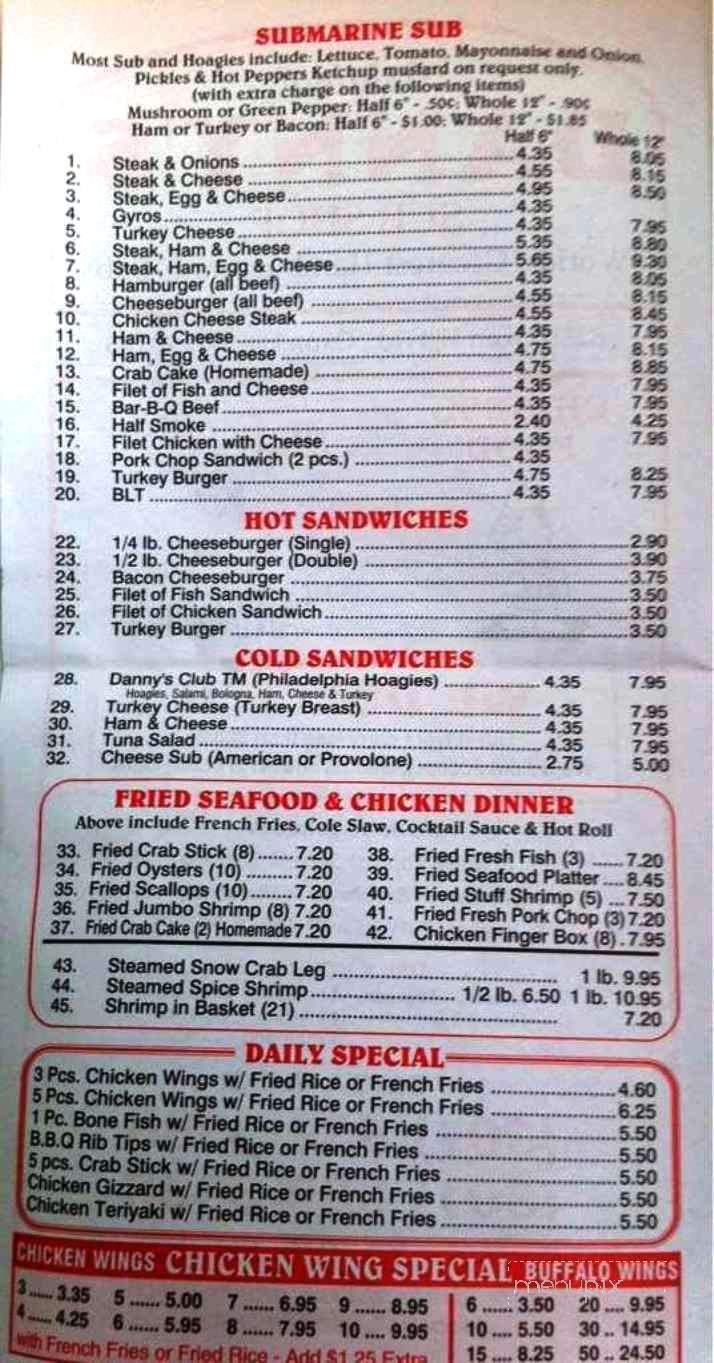 SUBMARINE SUB
Most Sub and Hoagies include: Lettuce, Tomato, Mayonnaise and Onion,
Pickles & Hot Peppers Ketchup mustard on request only.
(with extra charge on the following items)
Mushroom or Green Pepper: Half 6" - .50¢; Whole 12" - .90¢
Ham or Turkey or Bacon: Half 6" - $1.00; Whole 12" - $1.85
Half 6" Whole 12"
1. Steak & Onions 4.35 8.05
2. Steak & Cheese 4.55 8.15
3. Steak, Egg & Cheese 4.95 8.50
4. Gyros 4.35
5. Turkey Cheese 4.35 7.95
6. Steak, Ham & Cheese 5.35 8.80
7. Steak, Ham, Egg & Cheese 5.65 9.30
8. Hamburger (all beef) 4.35 8.05
9. Cheeseburger (all beef) 4.55 8.15
10. Chicken Cheese Steak 4.55 8.45
11. Ham & Cheese 4.35 7.95
12. Ham, Egg & Cheese 4.75 8.15
13. Crab Cake (Homemade) 4.75 8.85
14. Filet of Fish and Cheese 4.35 7.95
15. Bar-B-Q Beef 4.35 7.95
16. Half Smoke 2.40 4.25
17. Filet Chicken with Cheese 4.35 7.95
18. Pork Chop Sandwich (2 pcs.) 4.35
19. Turkey Burger 4.75 8.25
20. BLT 4.35 7.95
HOT SANDWICHES
22. 1/4 lb. Cheeseburger (Single) 2.90
23. 1/2 lb. Cheeseburger (Double) 3.90
24. Bacon Cheeseburger 3.75
25. Filet of Fish Sandwich 3.50
26. Filet of Chicken Sandwich 3.50
27. Turkey Burger 3.50
COLD SANDWICHES
28. Danny's Club TM (Philadelphia Hoagies) 4.35 7.95
Hoagies, Salami, Bologna, Ham, Cheese & Turkey
29. Turkey Cheese (Turkey Breast) 4.35 7.95
30. Ham & Cheese 4.35 7.95
31. Tuna Salad 4.35 7.95
32. Cheese Sub (American or Provolone) 2.75 5.00
FRIED SEAFOOD & CHICKEN DINNER
Above include French Fries, Cole Slaw, Cocktail Sauce & Hot Roll
33. Fried Crab Stick (8) 7.20 38. Fried Fresh Fish (3) 7.20
34. Fried Oysters (10) 7.20 39. Fried Seafood Platter 8.45
35. Fried Scallops (10) 7.20 40. Fried Stuff Shrimp (5) 7.50
36. Fried Jumbo Shrimp (8) 7.20 41. Fried Fresh Pork Chop (3) 7.20
37. Fried Crab Cake (2) Homemade 7.20 42. Chicken Finger Box (8) 7.95
43. Steamed Snow Crab Leg 1 lb. 9.95
44. Steamed Spice Shrimp 1/2 lb. 6.50 1 lb. 10.95
45. Shrimp in Basket (21) 7.20
DAILY SPECIAL
3 Pcs. Chicken Wings w/ Fried Rice or French Fries 4.60
5 Pcs. Chicken Wings w/ Fried Rice or French Fries 6.25
1 Pc. Bone Fish w/ Fried Rice or French Fries 5.50
B.B.Q Rib Tips w/ Fried Rice or French Fries 5.50
5 pcs. Crab Stick w/ Fried Rice or French Fries 5.50
Chicken Gizzard w/ Fried Rice or French Fries 5.50
Chicken Teriyaki w/ Fried Rice or French Fries 5.50
CHICKEN WINGS CHICKEN WING SPECIAL BUFFALO WINGS
menupix
3 3.35 5 5.00 7 6.95 9 8.95 6 3.50 20 9.95
4 4.25 6 5.95 8 7.95 10 9.95 10 5.50 30 14.95
with French Fries or Fried Rice - Add $1.25 Extra 15 8.25 50 24.50